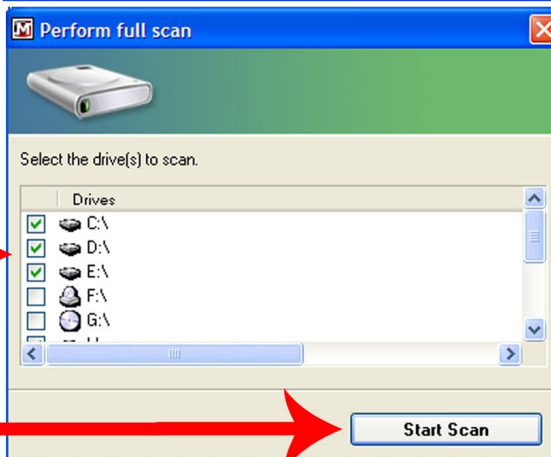 M Perform full scan
Select the drive(s) to scan.
Drives
C:\
D:\
E:\
F:\
G:\
Start Scan